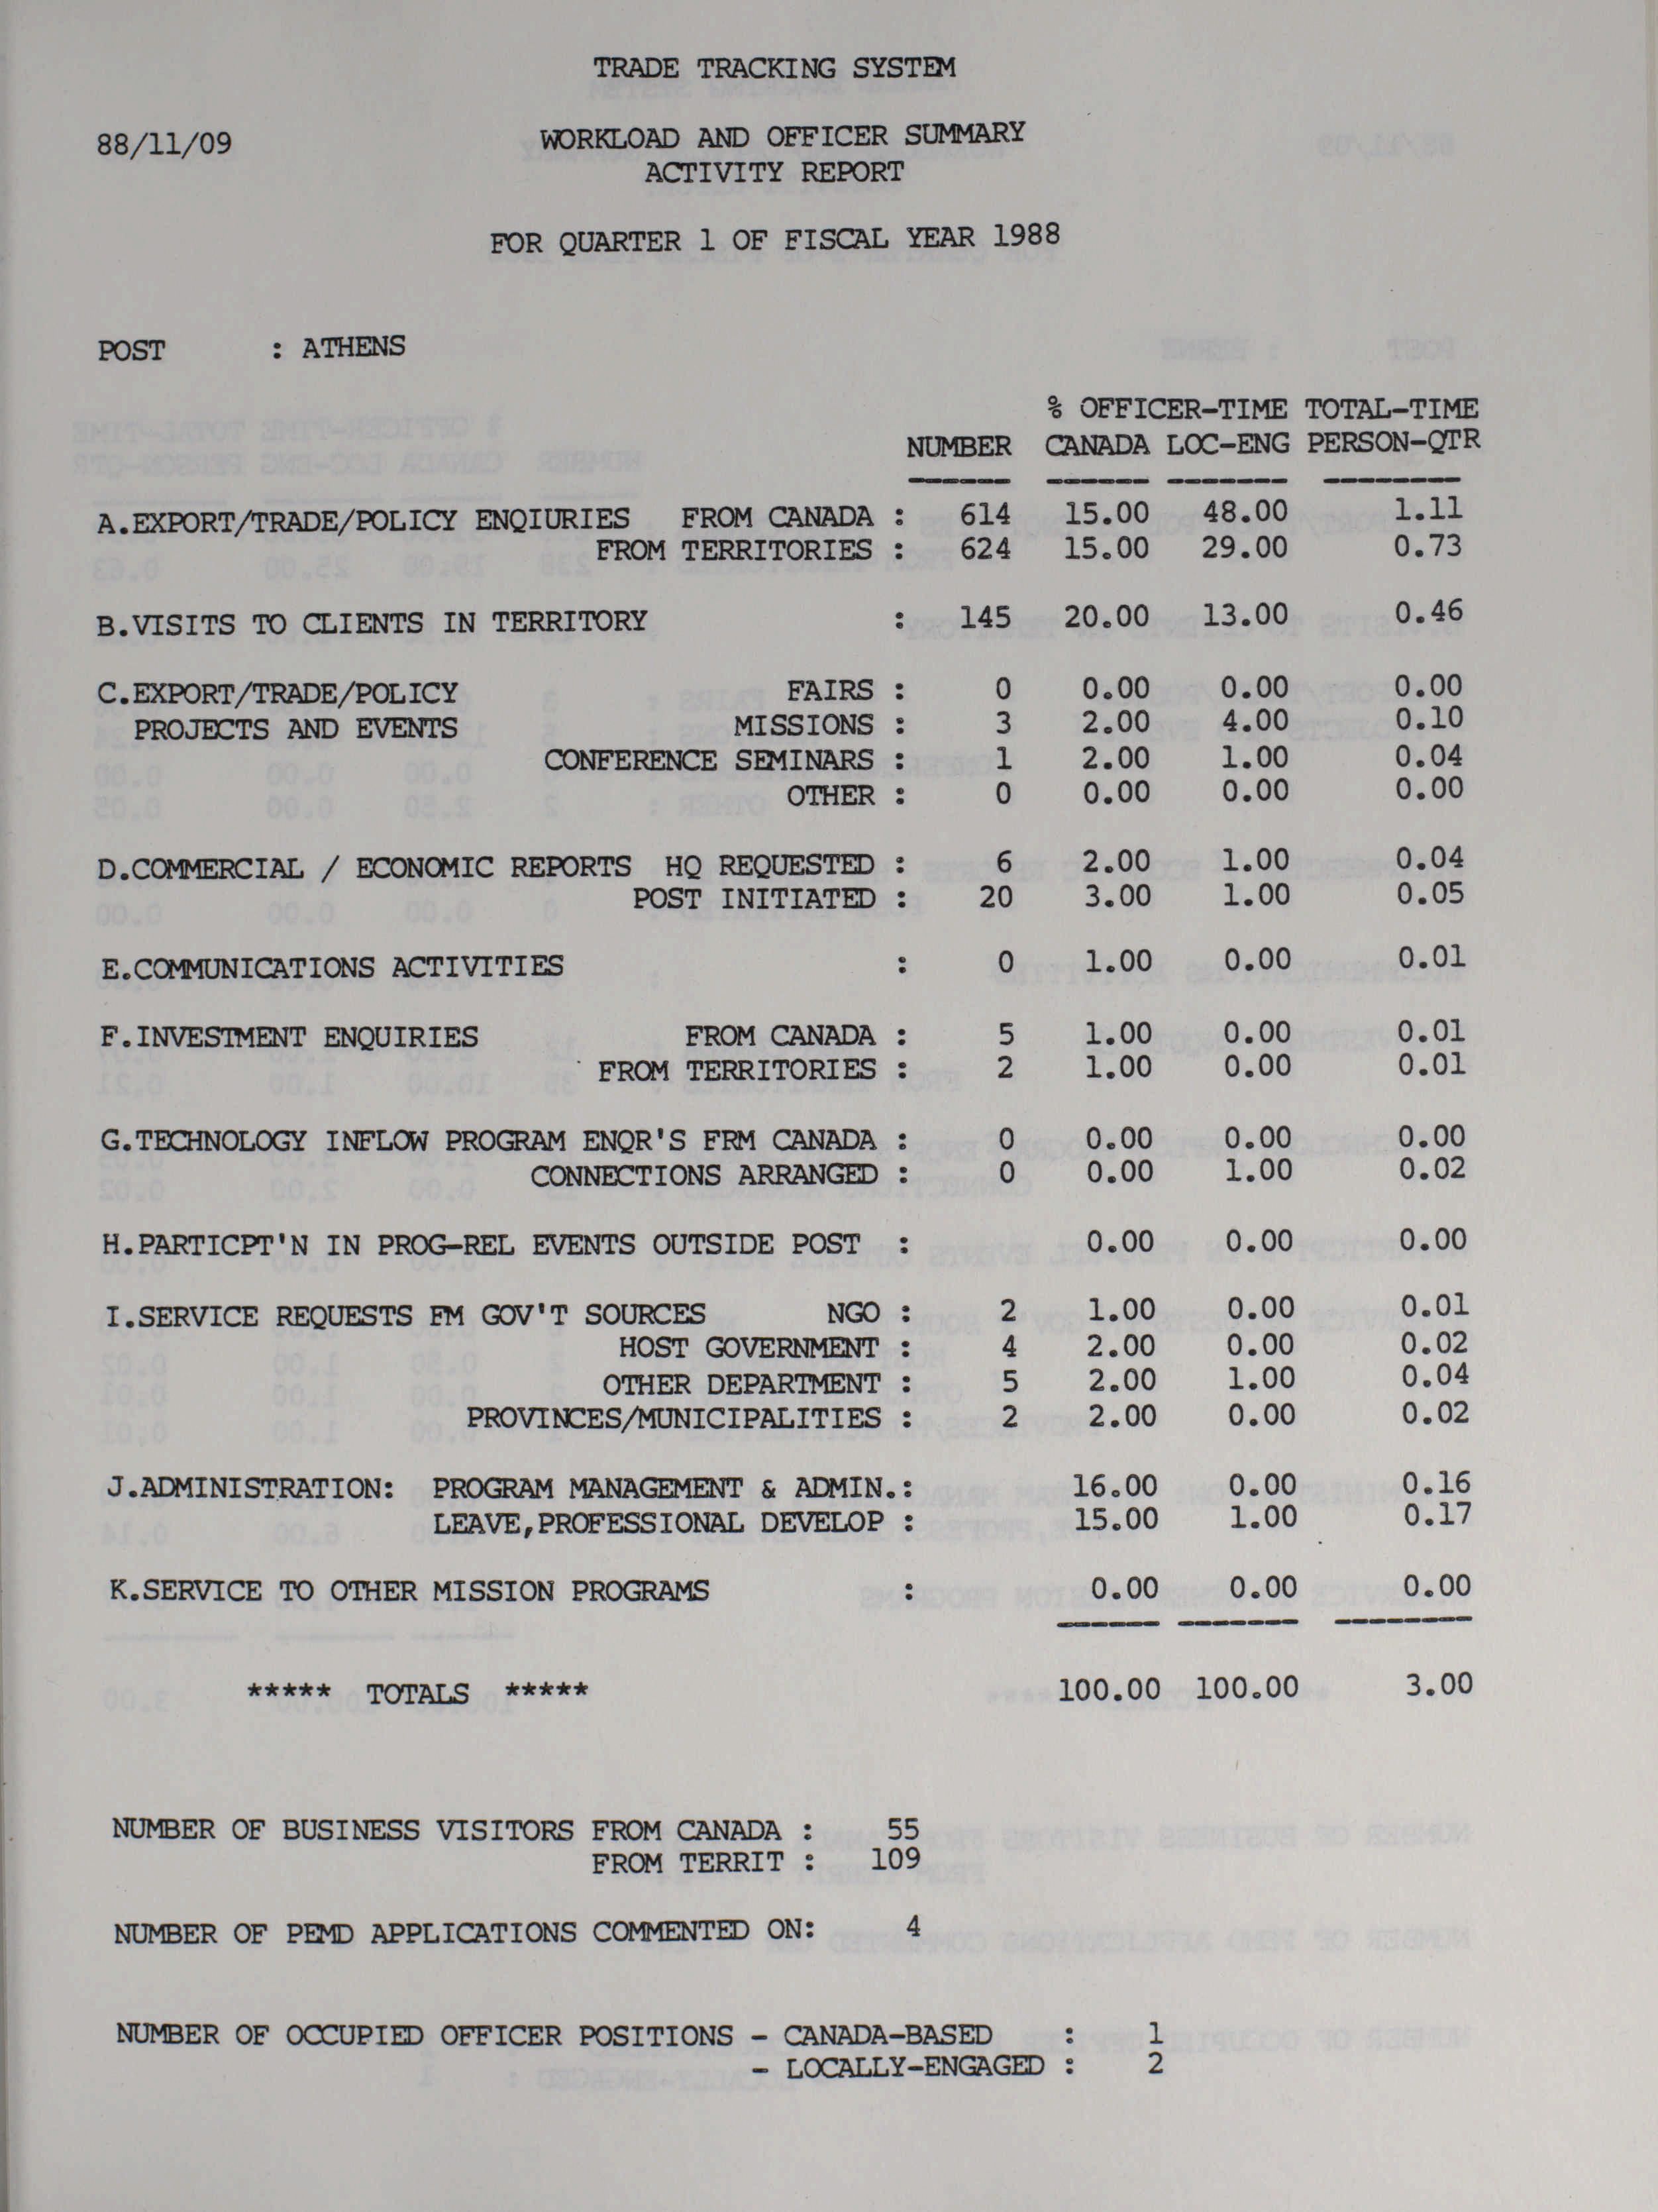 TRADE TRACKING SYSTEM
88/11/09 WORKLOAD AND OFFICER SUMMARY
ACTIVITY REPORT
FOR QUARTER 1 OF FISCAL YEAR 1988
POST : ATHENS
% OFFICER-TIME TOTAL-TIME
NUMBER CANADA LOC-ENG PERSON-QTR
A.EXPORT/TRADE/POLICY ENQIURIES FROM CANADA : 614 15.00 48.00 1.11
FROM TERRITORIES : 624 15.00 29.00 0.73
B.VISITS TO CLIENTS IN TERRITORY : 145 20.00 13.00 0.46
C.EXPORT/TRADE/POLICY FAIRS : 0 0.00 0.00 0.00
PROJECTS AND EVENTS MISSIONS : 3 2.00 4.00 0.10
CONFERENCE SEMINARS : 1 2.00 1.00 0.04
OTHER : 0 0.00 0.00 0.00
D.COMMERCIAL / ECONOMIC REPORTS HQ REQUESTED : 6 2.00 1.00 0.04
POST INITIATED : 20 3.00 1.00 0.05
E.COMMUNICATIONS ACTIVITIES : 0 1.00 0.00 0.01
F.INVESTMENT ENQUIRIES FROM CANADA : 5 1.00 0.00 0.01
FROM TERRITORIES : 2 1.00 0.00 0.01
G.TECHNOLOGY INFLOW PROGRAM ENQR'S FRM CANADA : 0 0.00 0.00 0.00
CONNECTIONS ARRANGED : 0 0.00 1.00 0.02
H.PARTICPT'N IN PROG-REL EVENTS OUTSIDE POST : 0.00 0.00 0.00
I.SERVICE REQUESTS FM GOV'T SOURCES NGO : 2 1.00 0.00 0.01
HOST GOVERNMENT : 4 2.00 0.00 0.02
OTHER DEPARTMENT : 5 2.00 1.00 0.04
PROVINCES/MUNICIPALITIES : 2 2.00 0.00 0.02
J.ADMINISTRATION: PROGRAM MANAGEMENT & ADMIN.: 16.00 0.00 0.16
LEAVE,PROFESSIONAL DEVELOP : 15.00 1.00 0.17
K.SERVICE TO OTHER MISSION PROGRAMS : 0.00 0.00 0.00
***** TOTALS ***** 100.00 100.00 3.00
NUMBER OF BUSINESS VISITORS FROM CANADA : 55
FROM TERRIT : 109
NUMBER OF PEMD APPLICATIONS COMMENTED ON: 4
NUMBER OF OCCUPIED OFFICER POSITIONS - CANADA-BASED : 1
- LOCALLY-ENGAGED : 2